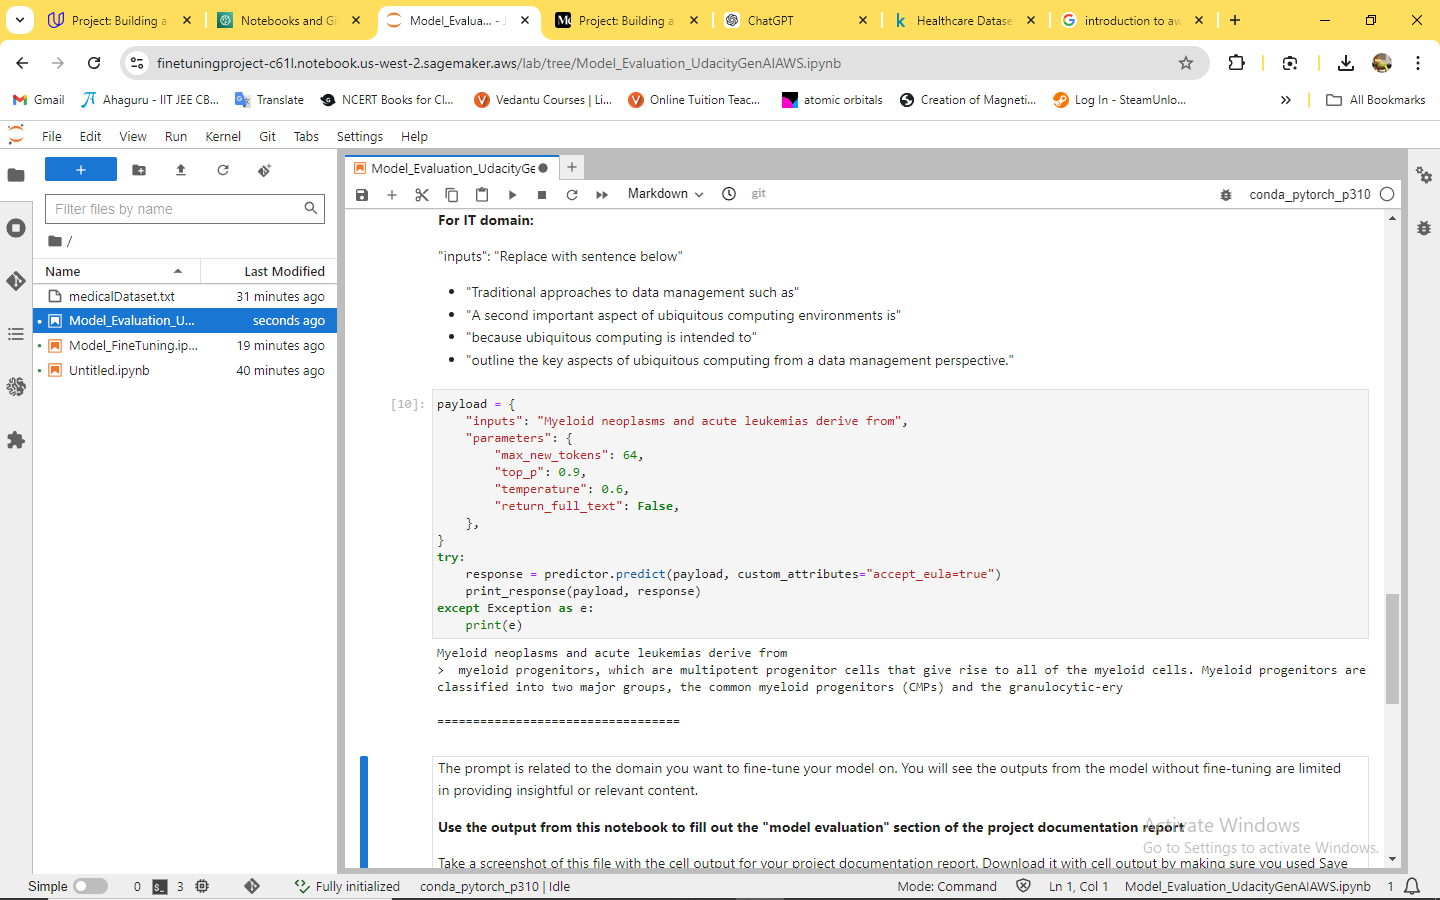 Project: Building a
Notebooks and Gi
Model_Evalua... - J
Project: Building a
ChatGPT
Healthcare Datase
introduction to aw
finetuningproject-c61l.notebook.us-west-2.sagemaker.aws/lab/tree/Model_Evaluation_UdacityGenAIAWS.ipynb
Gmail
Ahaguru - IIT JEE CB...
Translate
NCERT Books for Cl...
Vedantu Courses | Li...
Online Tuition Teac...
atomic orbitals
Creation of Magneti...
Log In - SteamUnlo...
All Bookmarks
File Edit View Run Kernel Git Tabs Settings Help
Filter files by name
/
Name Last Modified
medicalDataset.txt 31 minutes ago
Model_Evaluation_U... seconds ago
Model_FineTuning.ip... 19 minutes ago
Untitled.ipynb 40 minutes ago
Model_Evaluation_UdacityGe
Markdown git conda_pytorch_p310
For IT domain:
"inputs": "Replace with sentence below"
• "Traditional approaches to data management such as"
• "A second important aspect of ubiquitous computing environments is"
• "because ubiquitous computing is intended to"
• "outline the key aspects of ubiquitous computing from a data management perspective."
[10]: payload = {
"inputs": "Myeloid neoplasms and acute leukemias derive from",
"parameters": {
"max_new_tokens": 64,
"top_p": 0.9,
"temperature": 0.6,
"return_full_text": False,
},
}
try:
response = predictor.predict(payload, custom_attributes="accept_eula=true")
print_response(payload, response)
except Exception as e:
print(e)
Myeloid neoplasms and acute leukemias derive from
> myeloid progenitors, which are multipotent progenitor cells that give rise to all of the myeloid cells. Myeloid progenitors are
classified into two major groups, the common myeloid progenitors (CMPs) and the granulocytic-ery
==================================
The prompt is related to the domain you want to fine-tune your model on. You will see the outputs from the model without fine-tuning are limited
in providing insightful or relevant content.
Use the output from this notebook to fill out the "model evaluation" section of the project documentation report
Take a screenshot of this file with the cell output for your project documentation report. Download it with cell output by making sure you used Save
Activate Windows
Go to Settings to activate Windows.
Simple 0 3 Fully initialized conda_pytorch_p310 | Idle Mode: Command Ln 1, Col 1 Model_Evaluation_UdacityGenAIAWS.ipynb 1